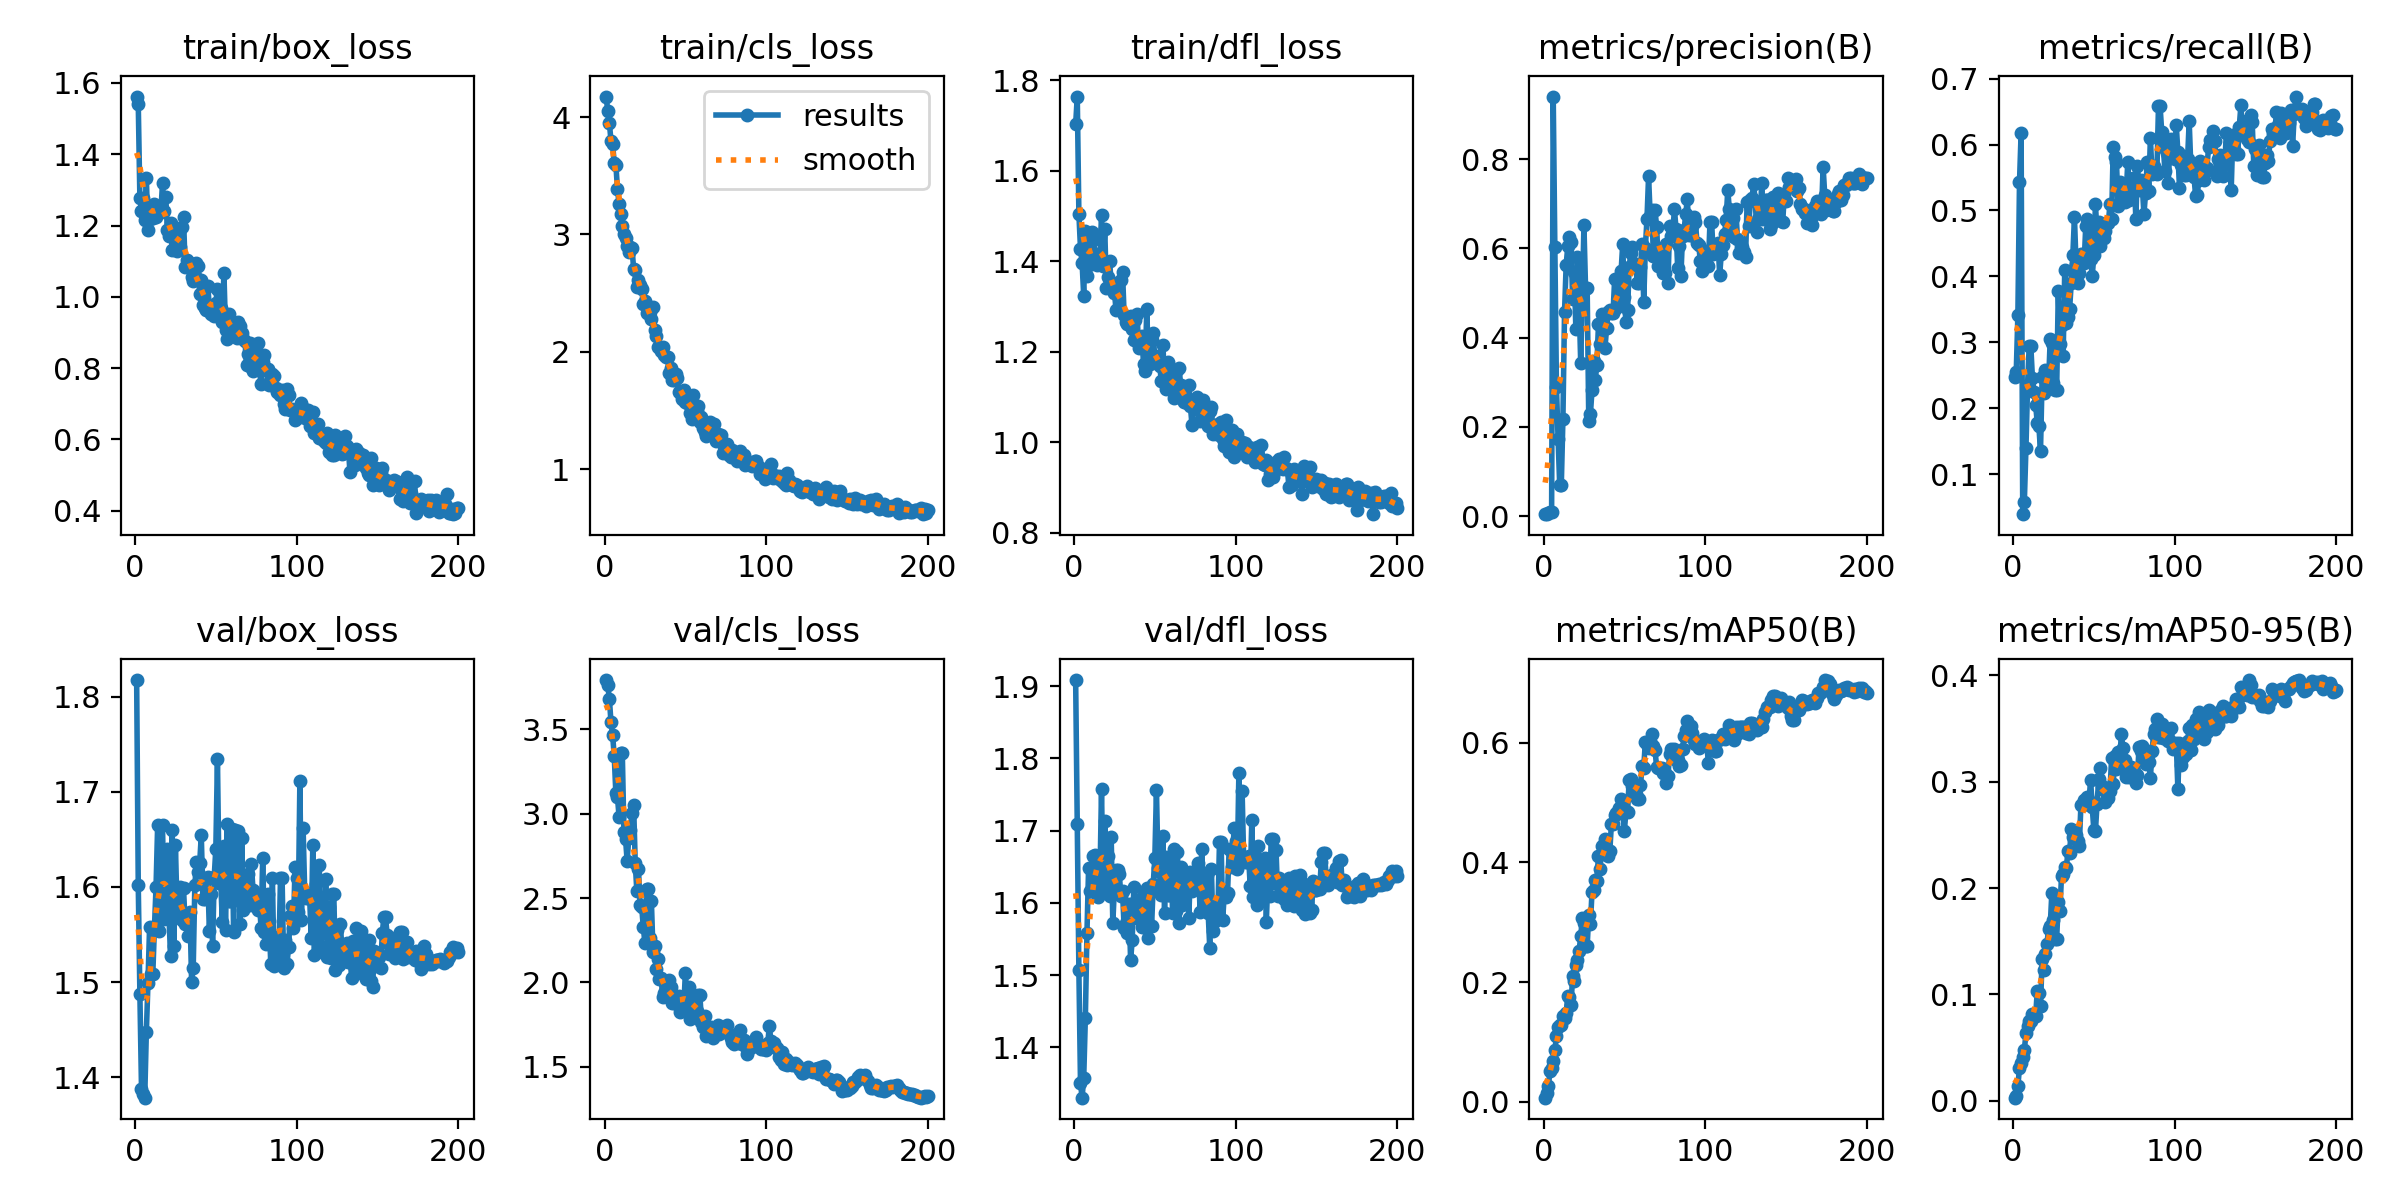 train/box_loss
1.6
1.4
1.2
1.0
0.8
0.6
0.4
0 100 200
train/cls_loss
results
smooth
4
3
2
1
0 100 200
train/dfl_loss
1.8
1.6
1.4
1.2
1.0
0.8
0 100 200
metrics/precision(B)
0.8
0.6
0.4
0.2
0.0
0 100 200
metrics/recall(B)
0.7
0.6
0.5
0.4
0.3
0.2
0.1
0 100 200
val/box_loss
1.8
1.7
1.6
1.5
1.4
0 100 200
val/cls_loss
3.5
3.0
2.5
2.0
1.5
0 100 200
val/dfl_loss
1.9
1.8
1.7
1.6
1.5
1.4
0 100 200
metrics/mAP50(B)
0.6
0.4
0.2
0.0
0 100 200
metrics/mAP50-95(B)
0.4
0.3
0.2
0.1
0.0
0 100 200